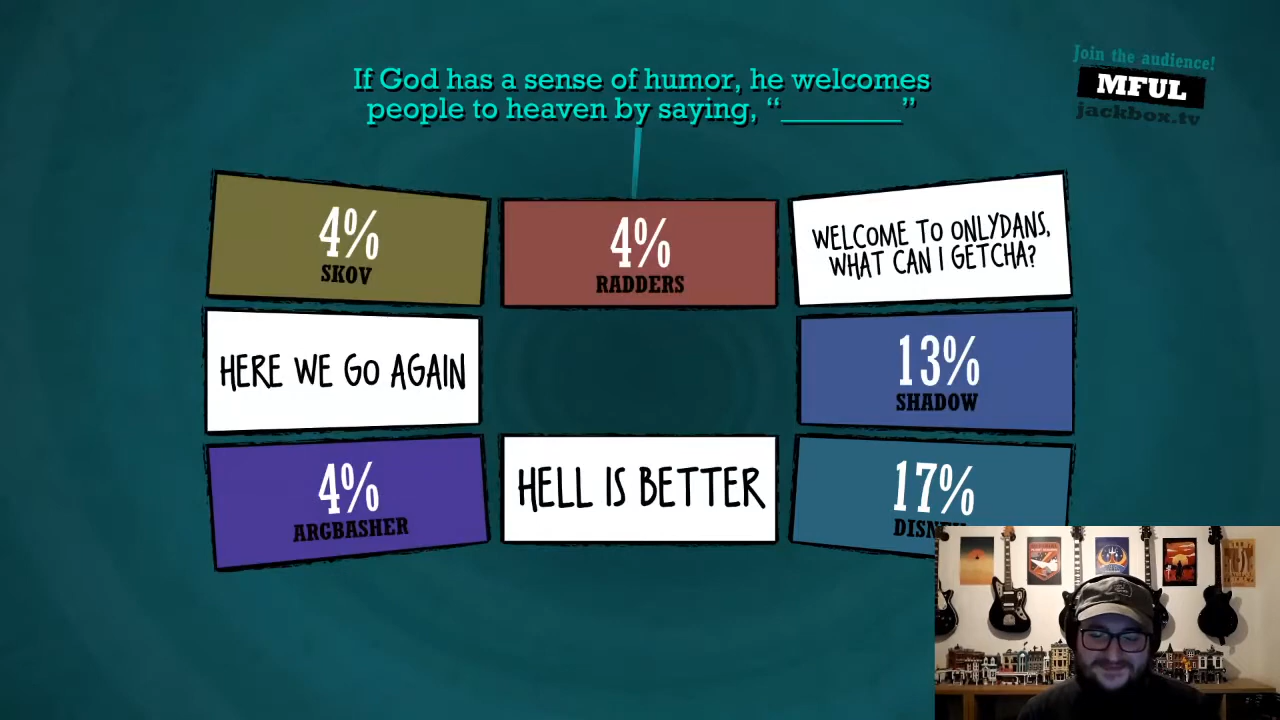 Join the audience!
MFUL
jackbox.tv
If God has a sense of humor, he welcomes
people to heaven by saying, “________”
4%
SKOV
4%
RADDERS
WELCOME TO ONLYDANS,
WHAT CAN I GETCHA?
HERE WE GO AGAIN
13%
SHADOW
4%
ARGBASHER
HELL IS BETTER
17%